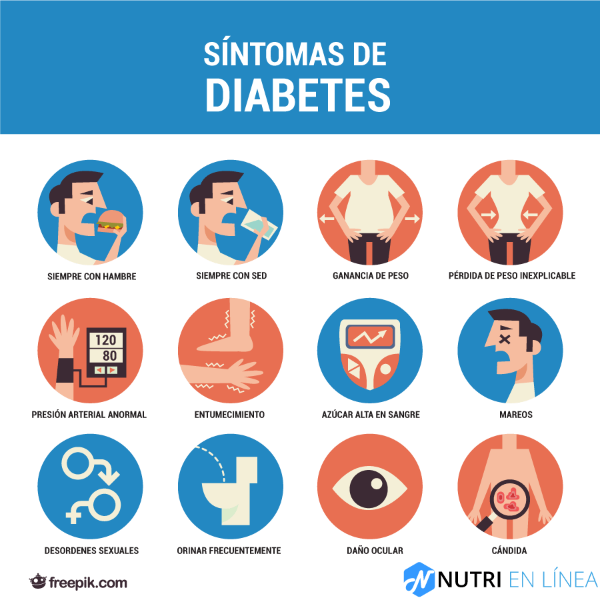 SÍNTOMAS DE
DIABETES
SIEMPRE CON HAMBRE
SIEMPRE CON SED
GANANCIA DE PESO
PÉRDIDA DE PESO INEXPLICABLE
120
80
PRESIÓN ARTERIAL ANORMAL
ENTUMECIMIENTO
AZÚCAR ALTA EN SANGRE
MAREOS
DESORDENES SEXUALES
ORINAR FRECUENTEMENTE
DAÑO OCULAR
CÁNDIDA
freepik.com
NUTRI EN LÍNEA